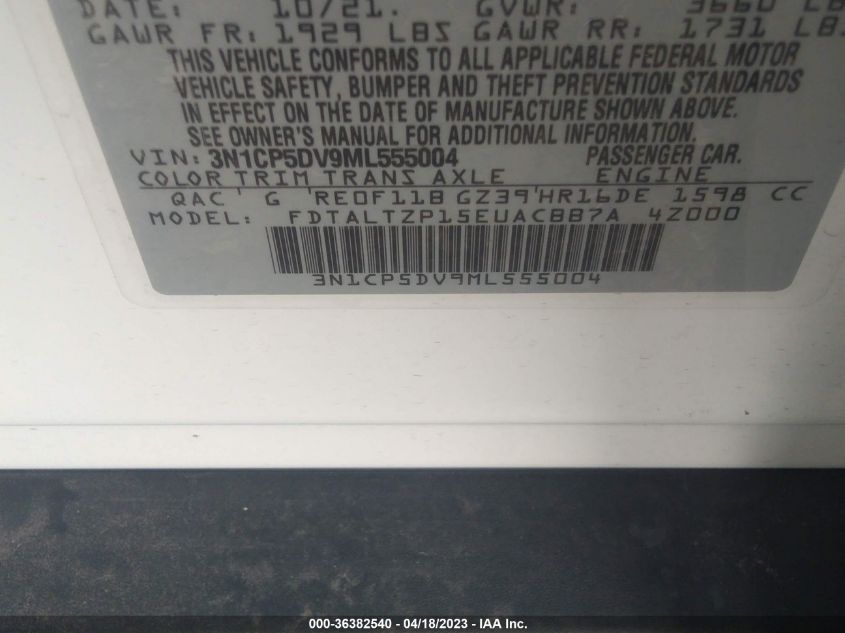 DATE: 10/21. GVWR: 3660 LB
GAWR FR: 1929 LBS GAWR RR: 1731 LBS
THIS VEHICLE CONFORMS TO ALL APPLICABLE FEDERAL MOTOR
VEHICLE SAFETY, BUMPER AND THEFT PREVENTION STANDARDS
IN EFFECT ON THE DATE OF MANUFACTURE SHOWN ABOVE.
SEE OWNER'S MANUAL FOR ADDITIONAL INFORMATION.
VIN: 3N1CP5DV9ML555004 PASSENGER CAR.
COLOR TRIM TRANS AXLE ENGINE
QAC' G 'RE0F11B GZ39'HR16DE 1598 CC
MODEL: FDTALTZP15EUACBB7A 4Z000
3N1CP5DV9ML555004
000-36382540 - 04/18/2023 - IAA Inc.